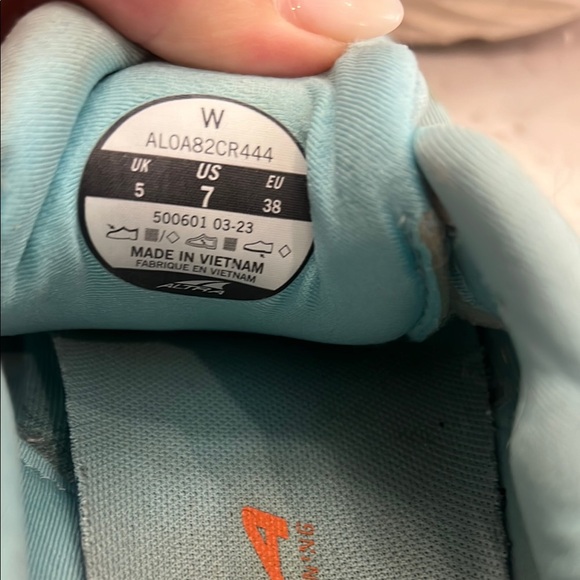 W
AL0A82CR444
UK US EU
5 7 38
500601 03-23
MADE IN VIETNAM
FABRIQUE EN VIETNAM
ALTRA